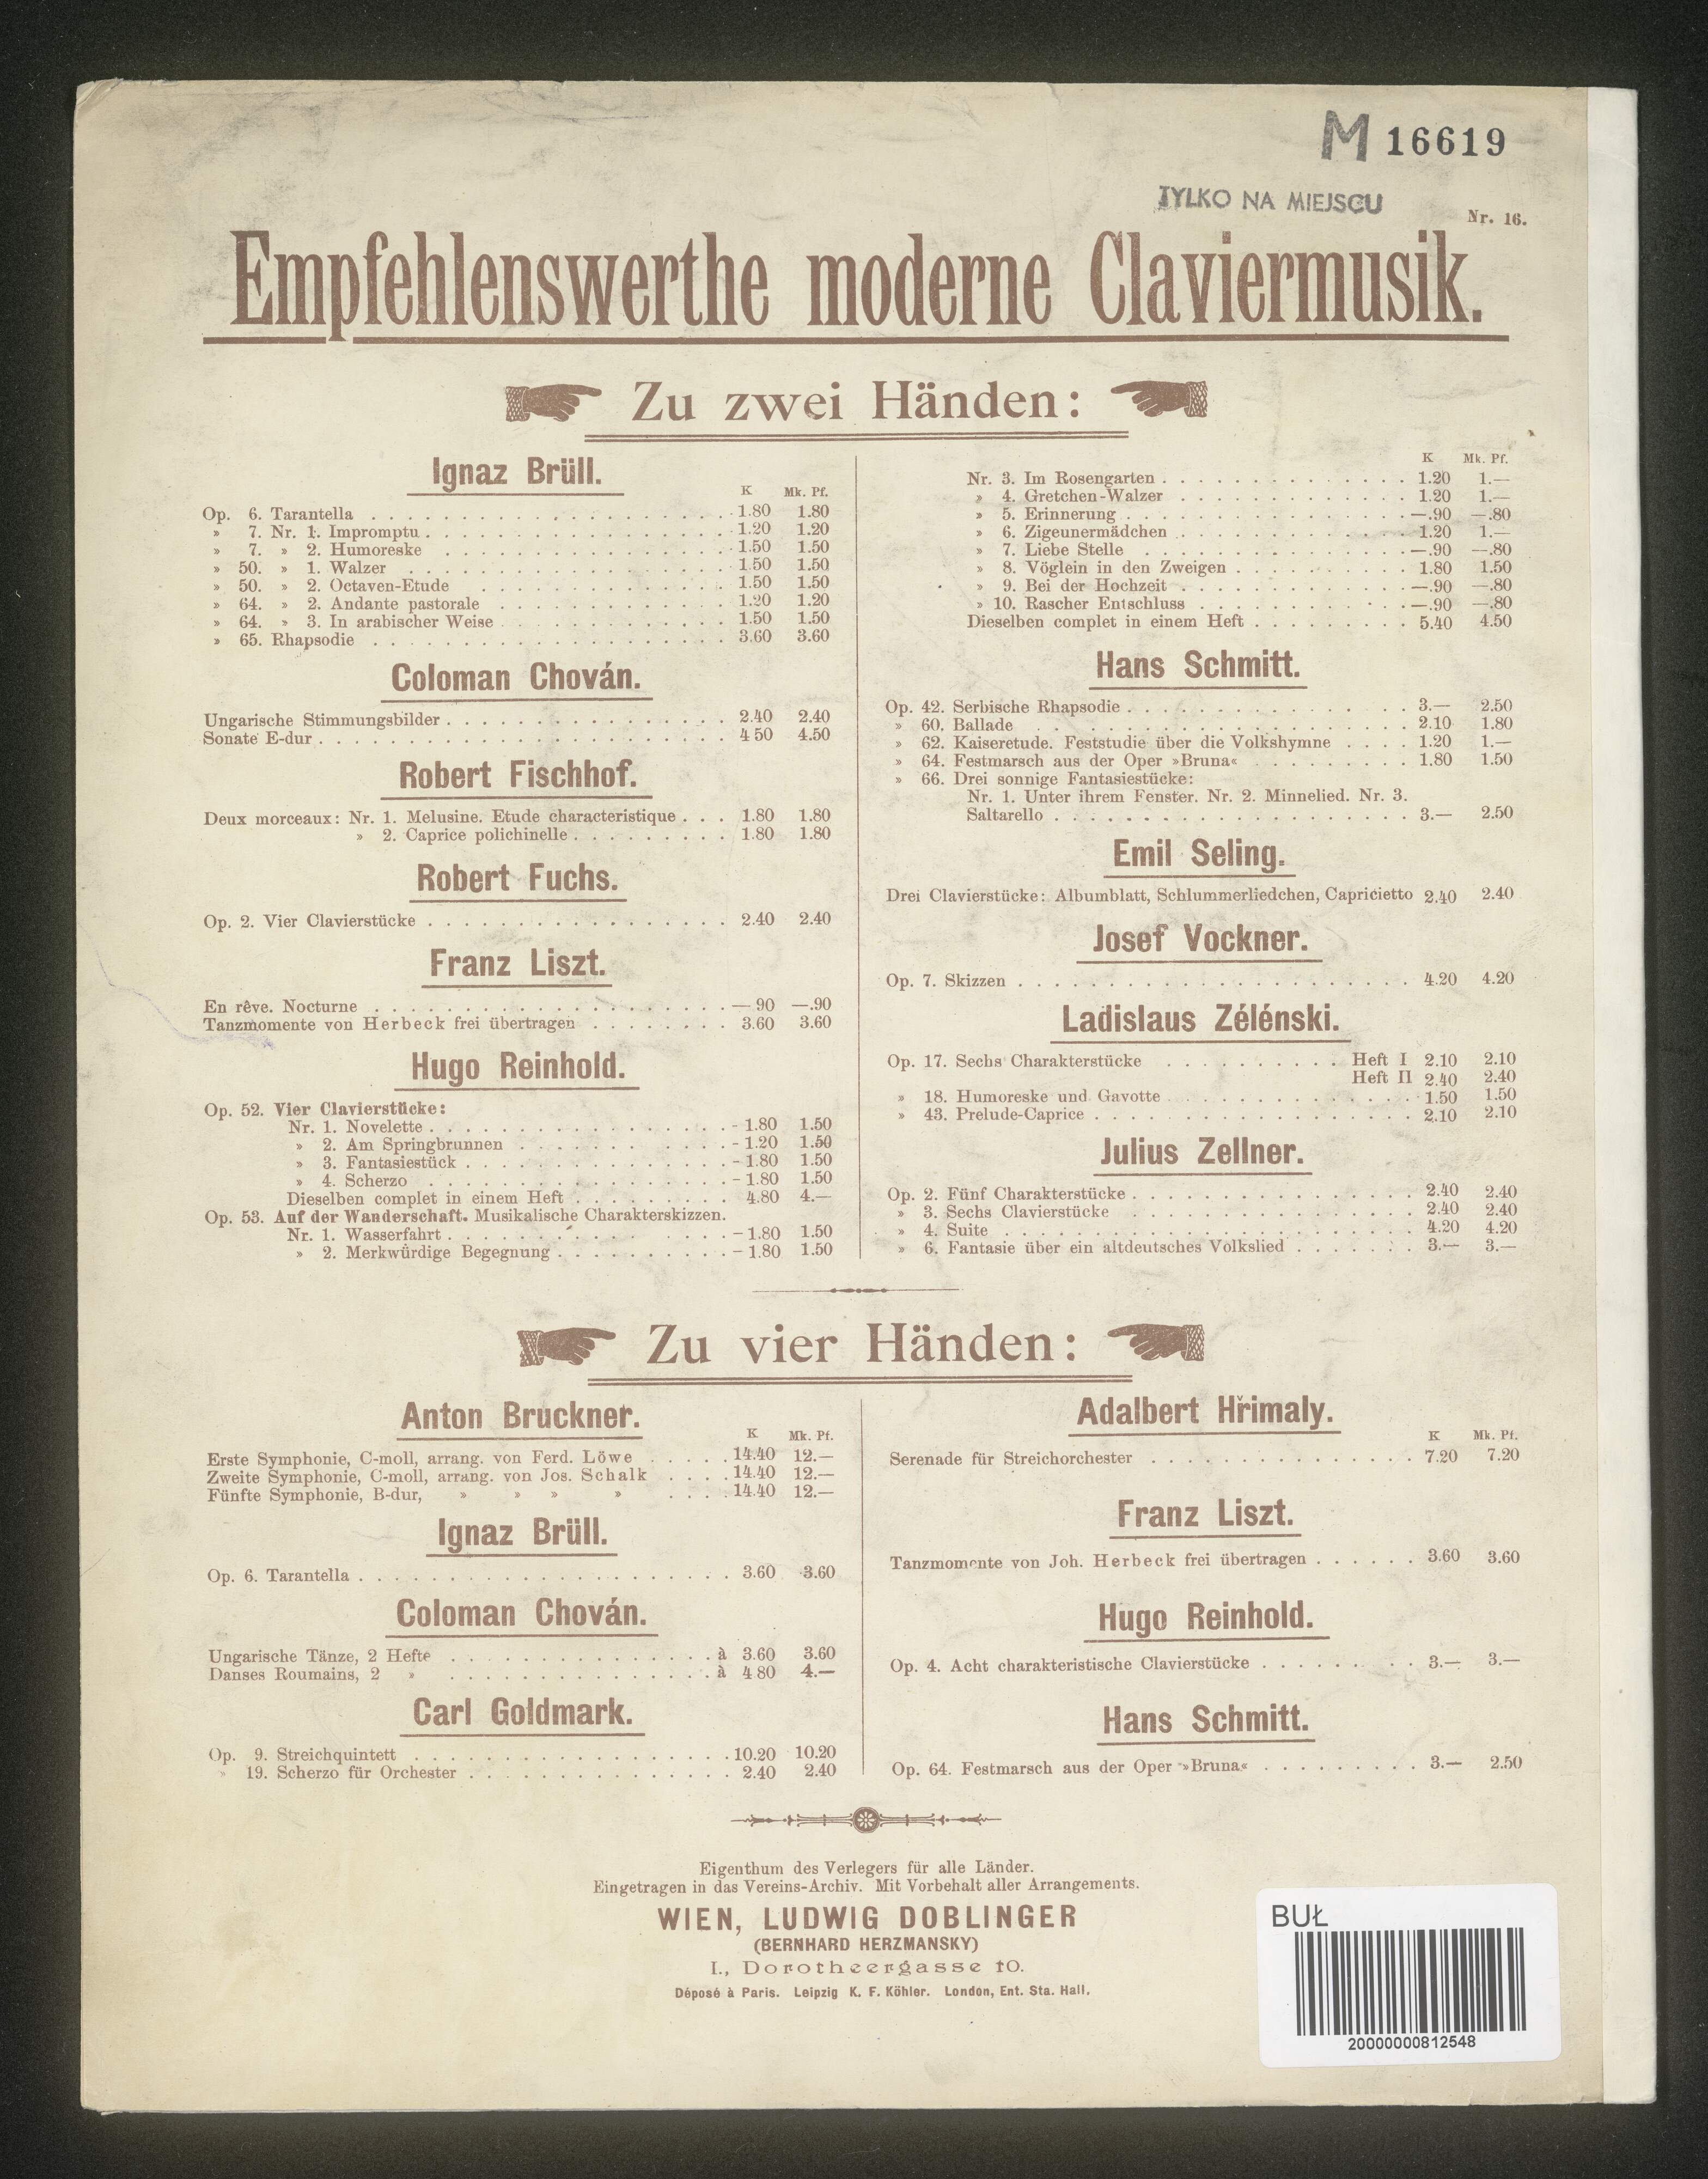 M 16619
TYLKO NA MIEJSCU
Nr. 16.
Empfehlenswerthe moderne Claviermusik.
Zu zwei Händen:
Ignaz Brüll.
K Mk. Pf.
Op. 6. Tarantella . . . 1.80 1.80
» 7. Nr. 1. Impromptu . . . 1.20 1.20
» 7. » 2. Humoreske . . . 1.50 1.50
» 50. » 1. Walzer . . . 1.50 1.50
» 50. » 2. Octaven-Etude . . . 1.50 1.50
» 64. » 2. Andante pastorale . . . 1.20 1.20
» 64. » 3. In arabischer Weise . . . 1.50 1.50
» 65. Rhapsodie . . . 3.60 3.60
Coloman Chován.
Ungarische Stimmungsbilder . . . 2.40 2.40
Sonate E-dur . . . 4 50 4.50
Robert Fischhof.
Deux morceaux: Nr. 1. Melusine. Etude characteristique . . . 1.80 1.80
» 2. Caprice polichinelle . . . 1.80 1.80
Robert Fuchs.
Op. 2. Vier Clavierstücke . . . 2.40 2.40
Franz Liszt.
En rêve. Nocturne . . . —.90 —.90
Tanzmomente von Herbeck frei übertragen . . . 3.60 3.60
Hugo Reinhold.
Op. 52. Vier Clavierstücke:
Nr. 1. Novelette . . . 1.80 1.50
» 2. Am Springbrunnen . . . 1.20 1.50
» 3. Fantasiestück . . . 1.80 1.50
» 4. Scherzo . . . 1.80 1.50
Dieselben complet in einem Heft . . . 4.80 4.—
Op. 53. Auf der Wanderschaft. Musikalische Charakterskizzen.
Nr. 1. Wasserfahrt . . . 1.80 1.50
» 2. Merkwürdige Begegnung . . . 1.80 1.50
K Mk. Pf.
Nr. 3. Im Rosengarten . . . 1.20 1.—
» 4. Gretchen-Walzer . . . 1.20 1.—
» 5. Erinnerung . . . —.90 —.80
» 6. Zigeunermädchen . . . 1.20 1.—
» 7. Liebe Stelle . . . —.90 —.80
» 8. Vöglein in den Zweigen . . . 1.80 1.50
» 9. Bei der Hochzeit . . . —.90 —.80
» 10. Rascher Entschluss . . . —.90 —.80
Dieselben complet in einem Heft . . . 5.40 4.50
Hans Schmitt.
Op. 42. Serbische Rhapsodie . . . 3.— 2.50
» 60. Ballade . . . 2.10 1.80
» 62. Kaiseretude. Feststudie über die Volkshymne . . . 1.20 1.—
» 64. Festmarsch aus der Oper »Bruna« . . . 1.80 1.50
» 66. Drei sonnige Fantasiestücke:
Nr. 1. Unter ihrem Fenster. Nr. 2. Minnelied. Nr. 3.
Saltarello . . . 3.— 2.50
Emil Seling.
Drei Clavierstücke: Albumblatt, Schlummerliedchen, Capricietto 2.40 2.40
Josef Vockner.
Op. 7. Skizzen . . . 4.20 4.20
Ladislaus Zélénski.
Op. 17. Sechs Charakterstücke . . . Heft I 2.10 2.10
Heft II 2.40 2.40
» 18. Humoreske und Gavotte . . . 1.50 1.50
» 43. Prelude-Caprice . . . 2.10 2.10
Julius Zellner.
Op. 2. Fünf Charakterstücke . . . 2.40 2.40
» 3. Sechs Clavierstücke . . . 2.40 2.40
» 4. Suite . . . 4.20 4.20
» 6. Fantasie über ein altdeutsches Volkslied . . . 3.— 3.—
Zu vier Händen:
Anton Bruckner.
K Mk. Pf.
Erste Symphonie, C-moll, arrang. von Ferd. Löwe . . . 14.40 12.—
Zweite Symphonie, C-moll, arrang. von Jos. Schalk . . . 14.40 12.—
Fünfte Symphonie, B-dur, » » » » . . . 14.40 12.—
Ignaz Brüll.
Op. 6. Tarantella . . . 3.60 3.60
Coloman Chován.
Ungarische Tänze, 2 Hefte . . . à 3.60 3.60
Danses Roumains, 2 » . . . à 4 80 4.—
Carl Goldmark.
Op. 9. Streichquintett . . . 10.20 10.20
» 19. Scherzo für Orchester . . . 2.40 2.40
Adalbert Hřimaly.
K Mk. Pf.
Serenade für Streichorchester . . . 7.20 7.20
Franz Liszt.
Tanzmomente von Joh. Herbeck frei übertragen . . . 3.60 3.60
Hugo Reinhold.
Op. 4. Acht charakteristische Clavierstücke . . . 3.— 3.—
Hans Schmitt.
Op. 64. Festmarsch aus der Oper »Bruna« . . . 3.— 2.50
Eigenthum des Verlegers für alle Länder.
Eingetragen in das Vereins-Archiv. Mit Vorbehalt aller Arrangements.
WIEN, LUDWIG DOBLINGER
(BERNHARD HERZMANSKY)
I., Dorotheergasse 10.
Déposé à Paris. Leipzig K. F. Köhler. London, Ent. Sta. Hall.
BUŁ
20000000812548